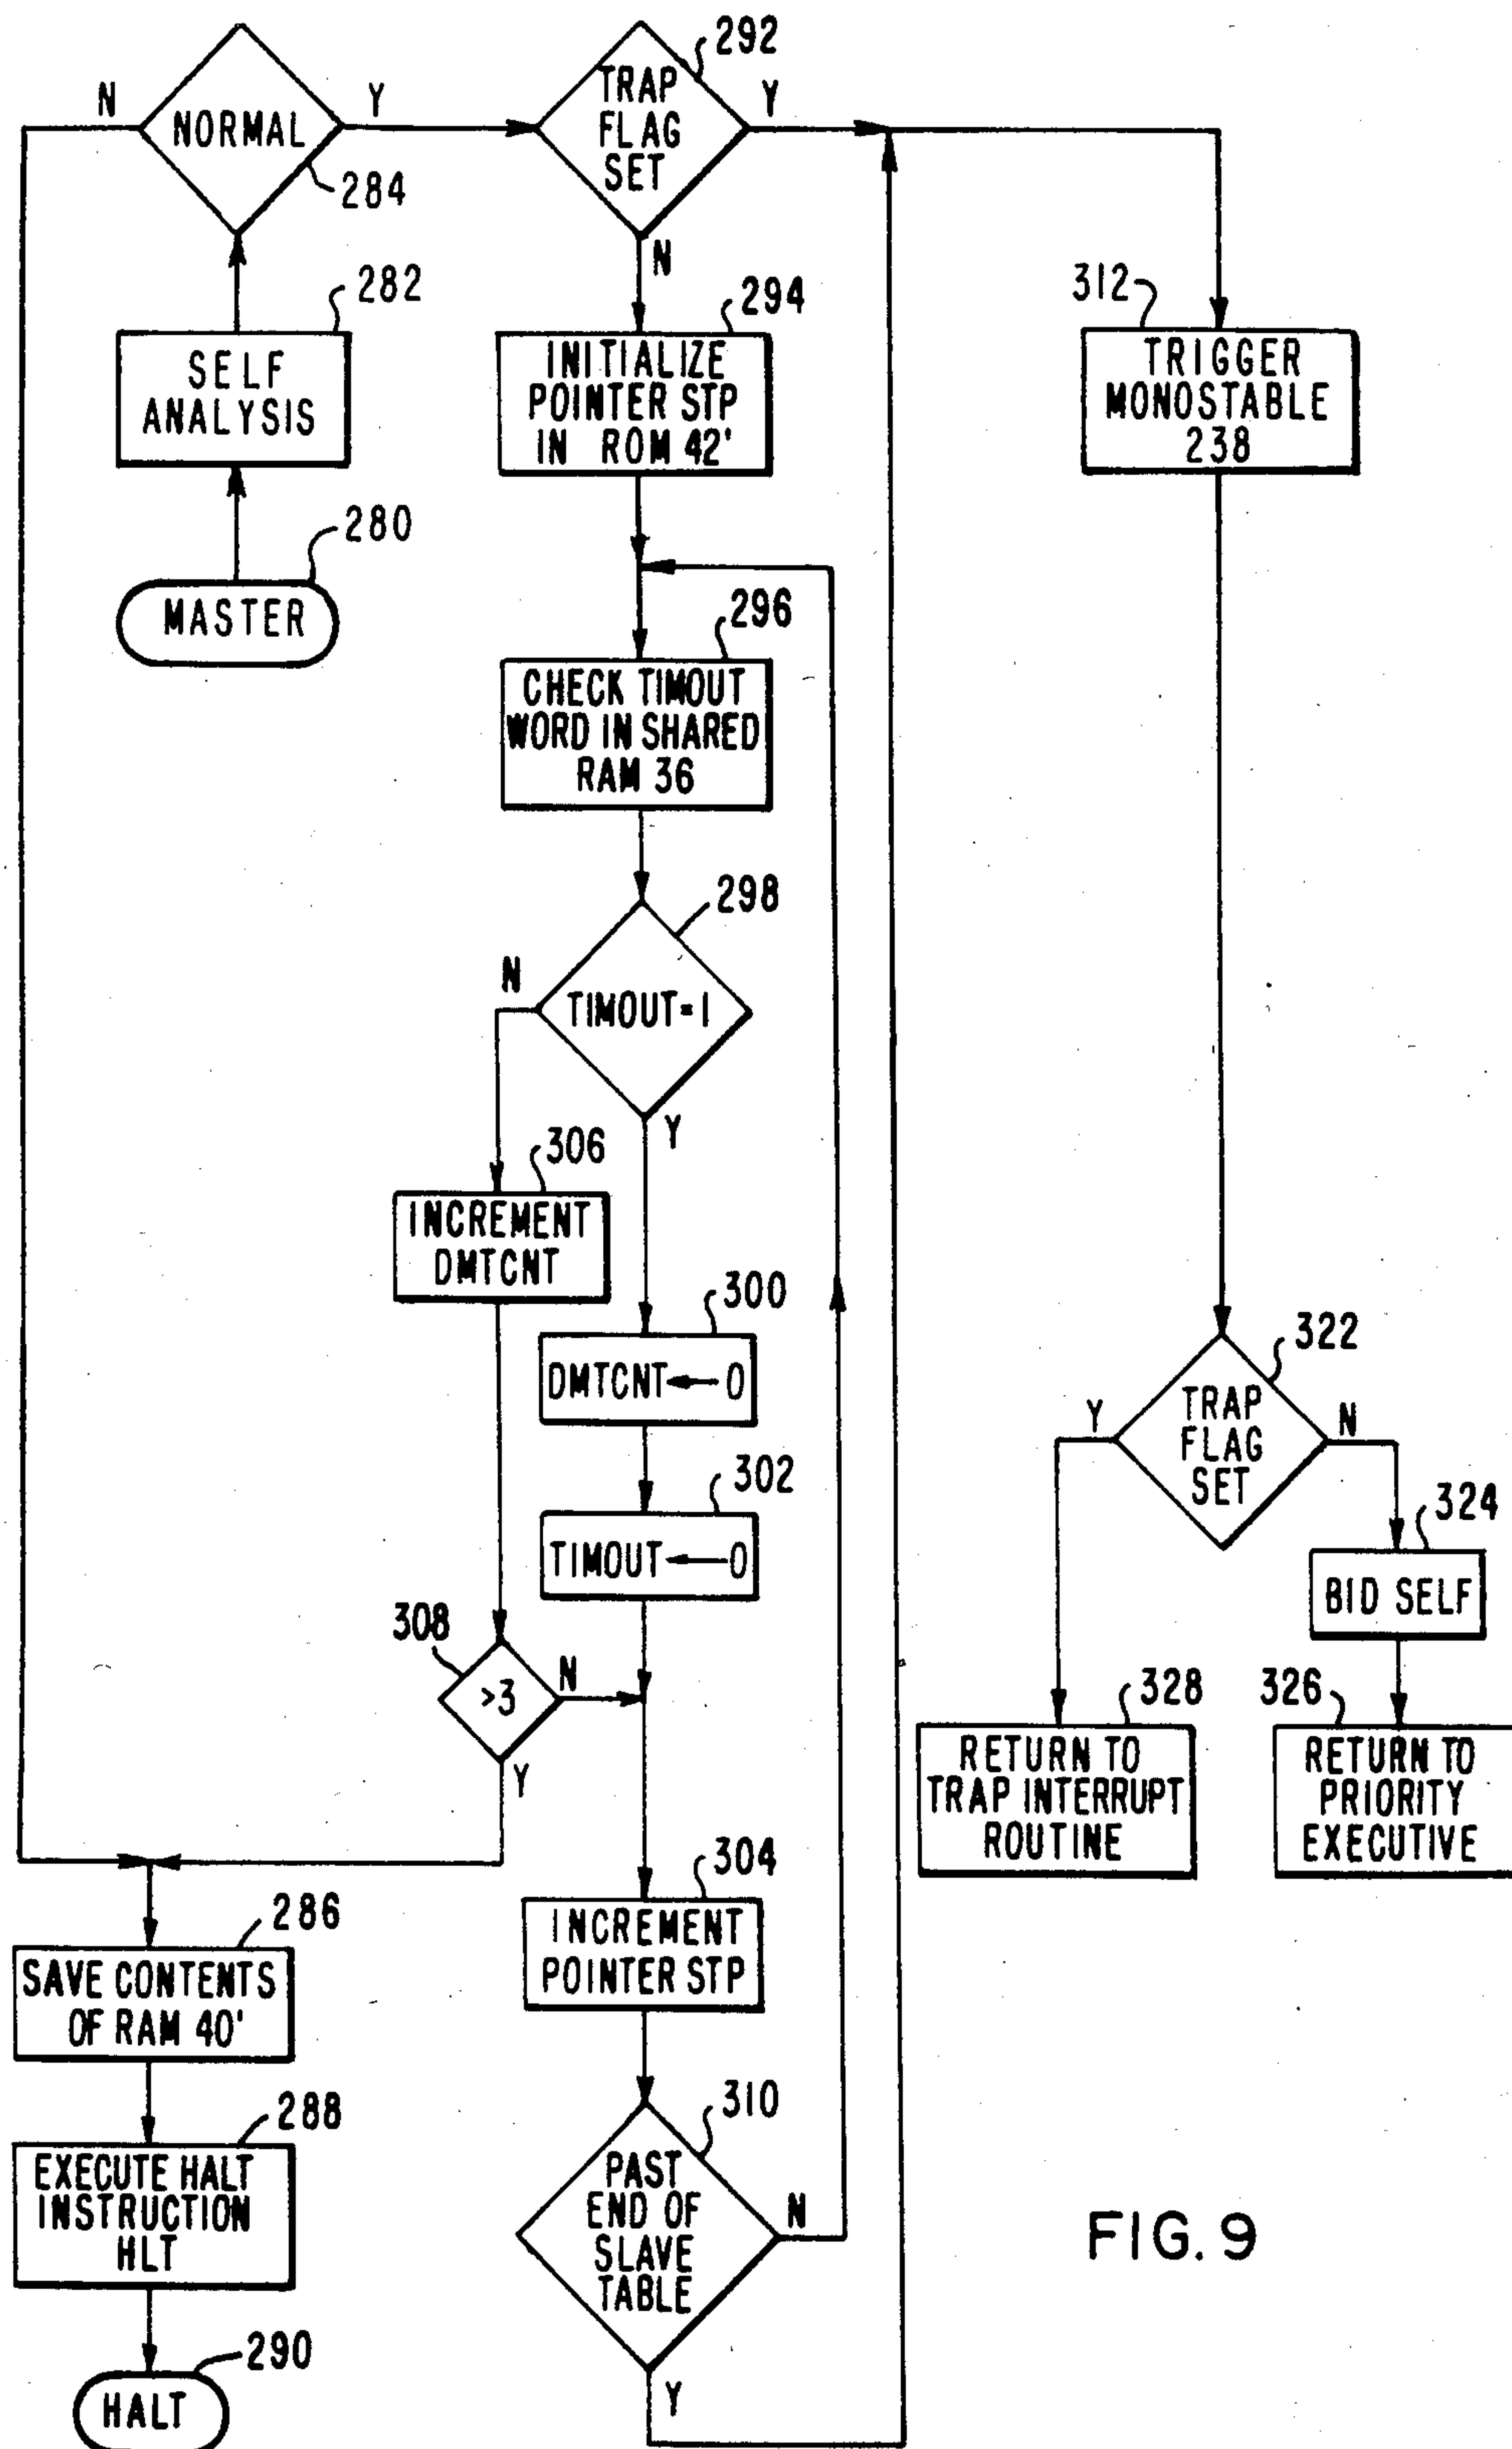 N
NORMAL
Y
284
292
TRAP
FLAG
SET
Y
N
282
SELF
ANALYSIS
280
MASTER
294
INITIALIZE
POINTER STP
IN ROM 42'
312
TRIGGER
MONOSTABLE
238
296
CHECK TIMOUT
WORD IN SHARED
RAM 36
298
N
TIMOUT=1
Y
306
INCREMENT
DMTCNT
300
DMTCNT←0
302
TIMOUT←0
308
>3
N
Y
322
TRAP
FLAG
SET
Y
N
324
BID SELF
328
RETURN TO
TRAP INTERRUPT
ROUTINE
326
RETURN TO
PRIORITY
EXECUTIVE
304
INCREMENT
POINTER STP
286
SAVE CONTENTS
OF RAM 40'
288
EXECUTE HALT
INSTRUCTION
HLT
290
HALT
310
PAST
END OF
SLAVE
TABLE
N
Y
FIG. 9